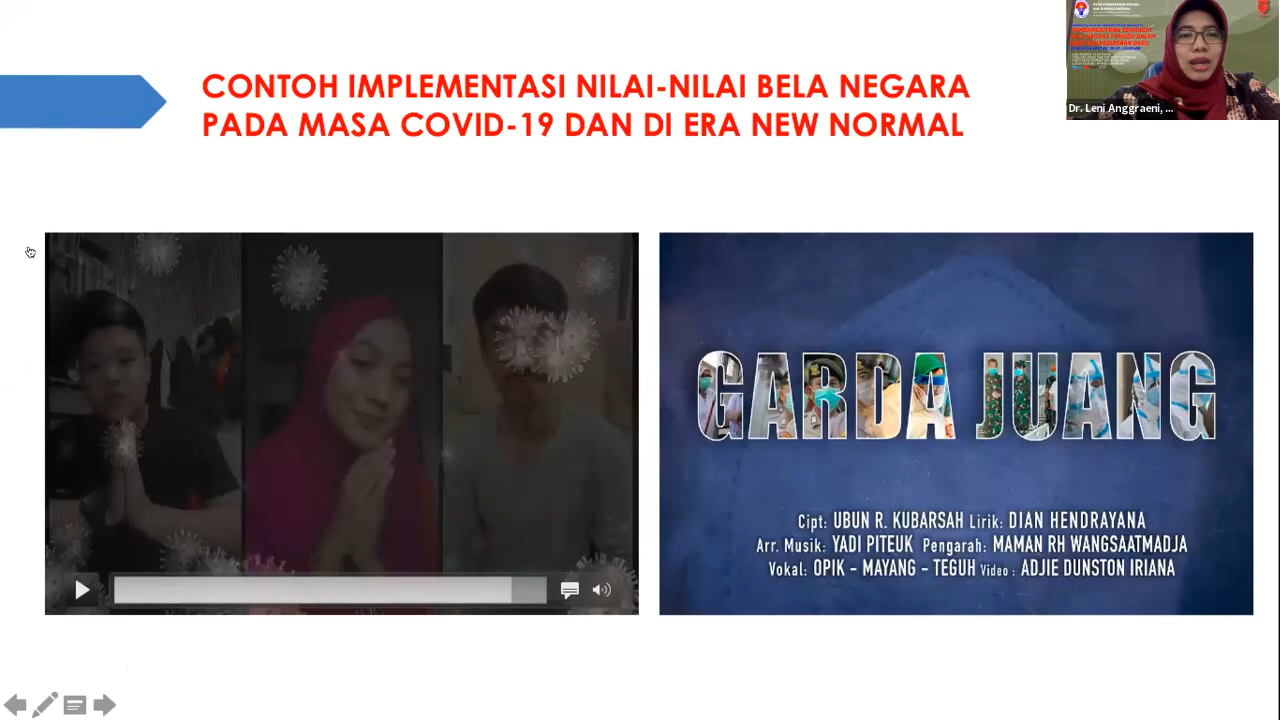 CONTOH IMPLEMENTASI NILAI-NILAI BELA NEGARA
PADA MASA COVID-19 DAN DI ERA NEW NORMAL
Dr. Leni Anggraeni, ...
GARDA JUANG
Cipt: UBUN R. KUBARSAH Lirik: DIAN HENDRAYANA
Arr. Musik: YADI PITEUK Pengarah: MAMAN RH WANGSAATMADJA
Vokal: OPIK - MAYANG - TEGUH Video : ADJIE DUNSTON IRIANA